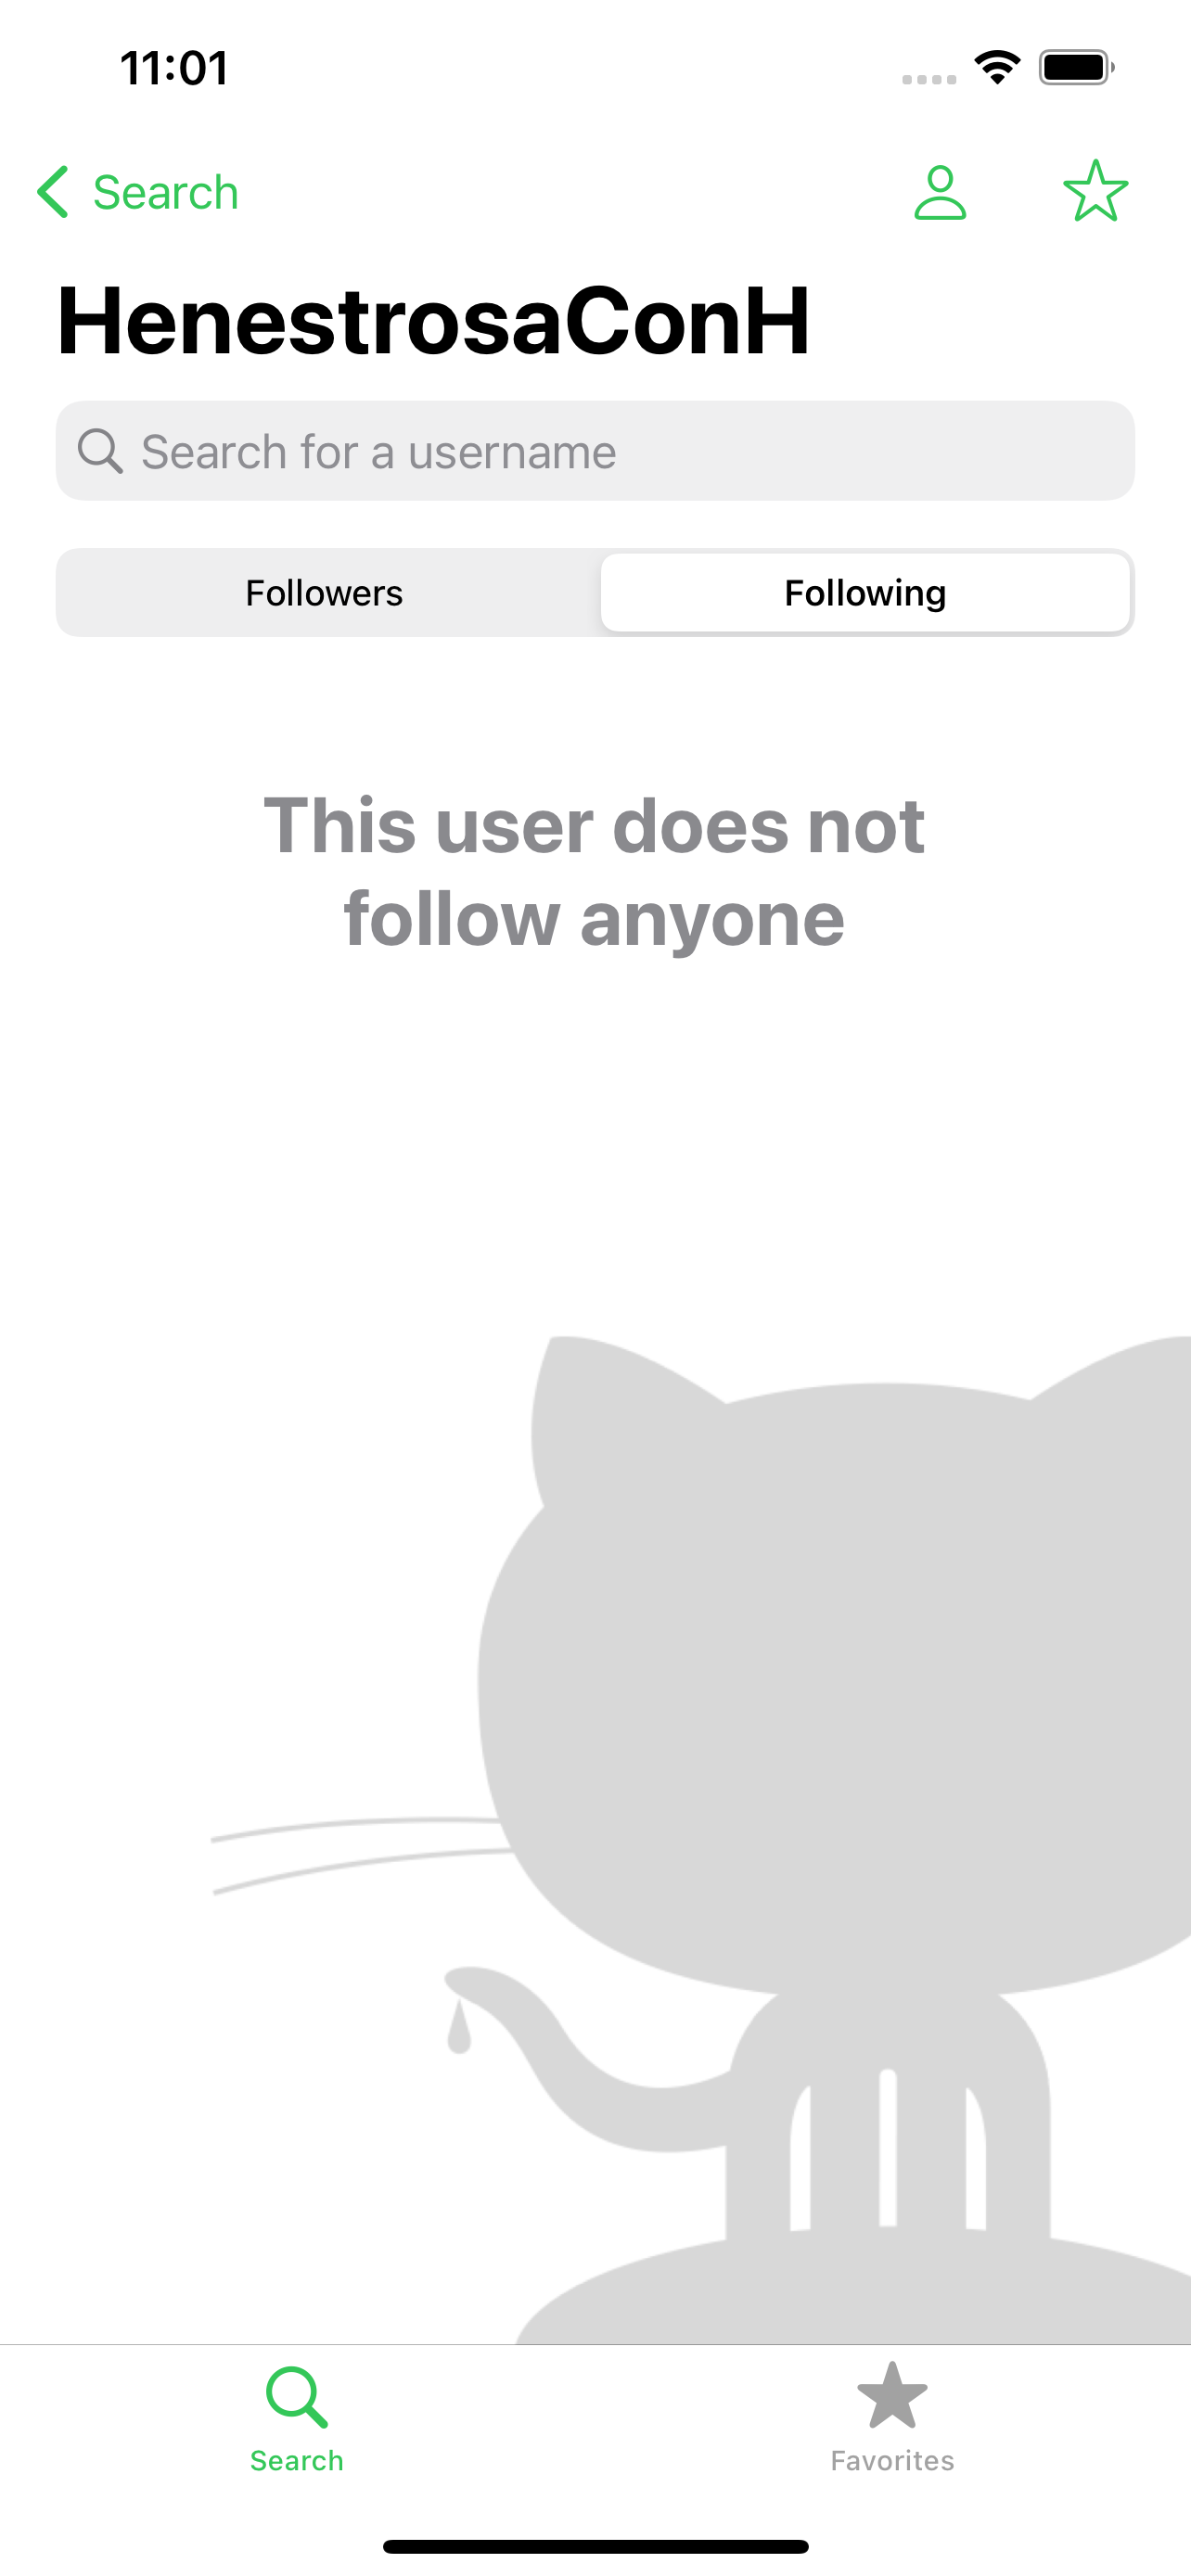 11:01
Search
HenestrosaConH
Search for a username
Followers
Following
This user does not
follow anyone
Search
Favorites